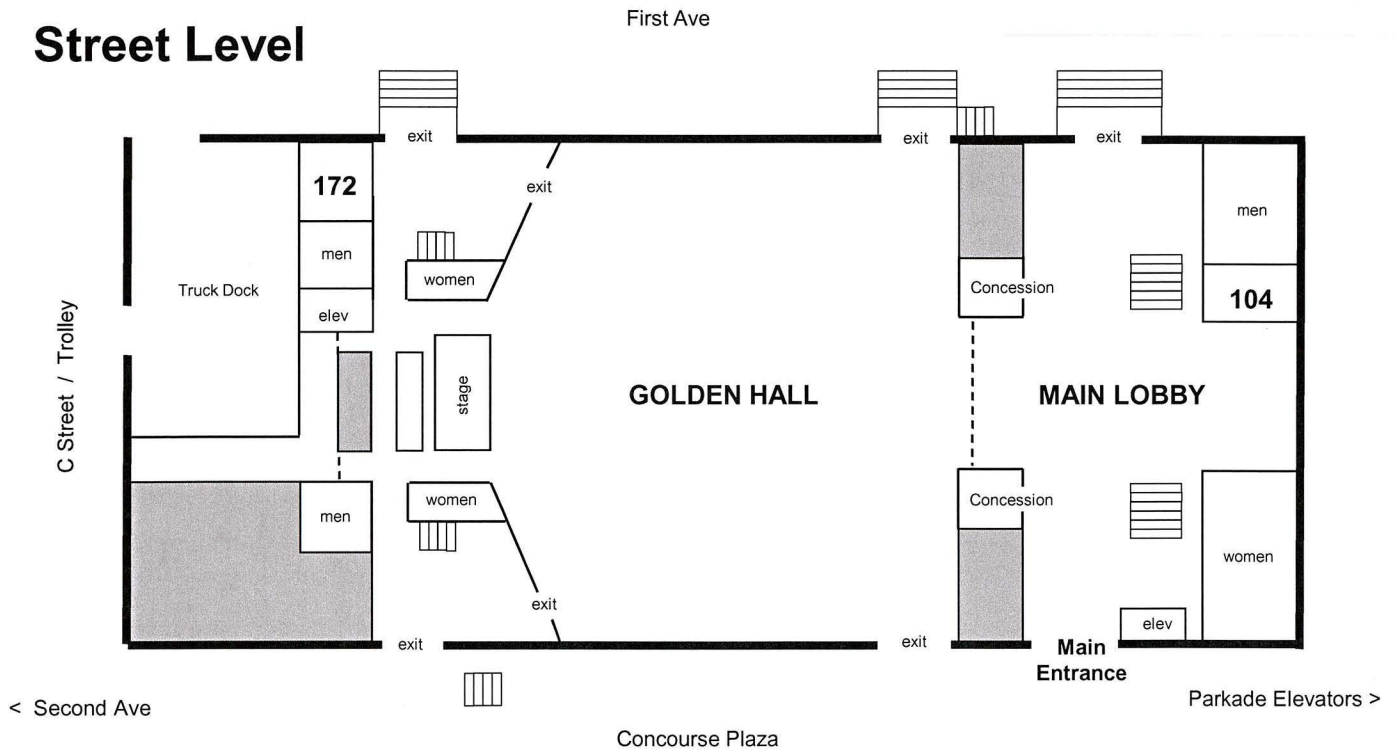 First Ave
Street Level
exit
exit
exit
172
exit
men
men
women
Truck Dock
Concession
104
elev
C Street / Trolley
stage
GOLDEN HALL
MAIN LOBBY
women
Concession
men
women
exit
elev
exit
exit
Main
Entrance
< Second Ave
Parkade Elevators >
Concourse Plaza